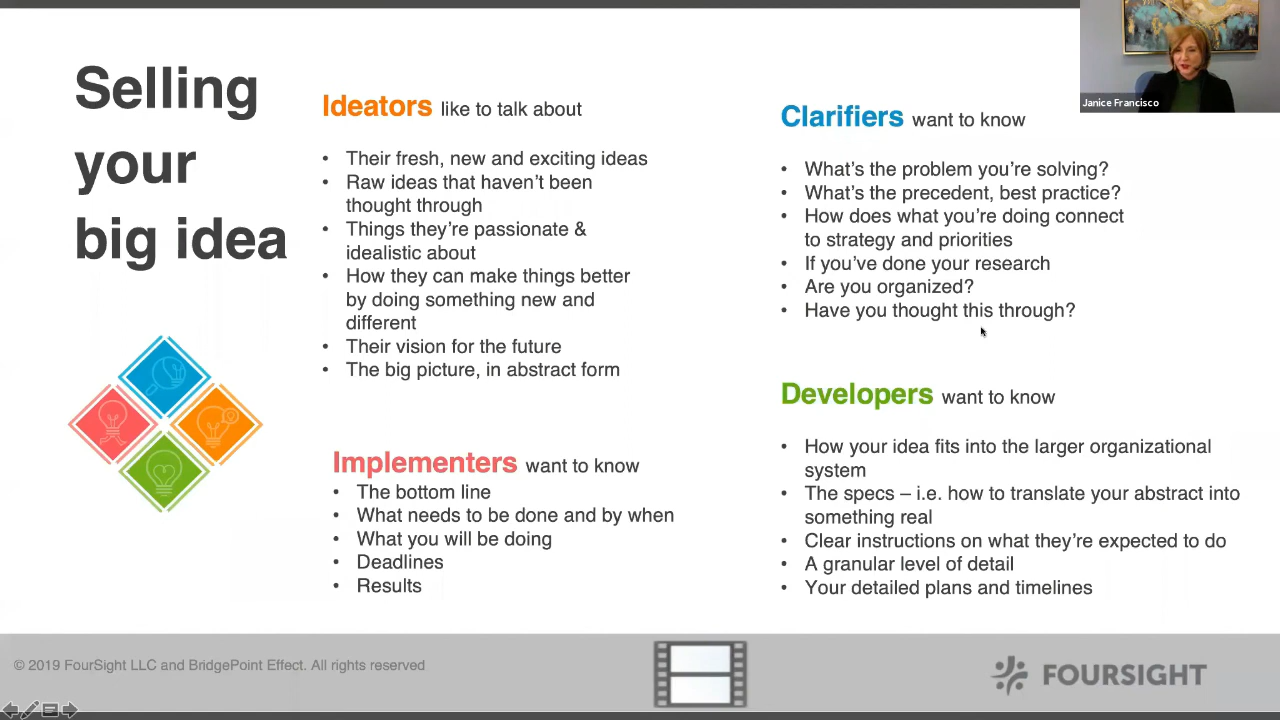 Selling
your
big idea
Ideators like to talk about
• Their fresh, new and exciting ideas
• Raw ideas that haven't been
thought through
• Things they're passionate &
idealistic about
• How they can make things better
by doing something new and
different
• Their vision for the future
• The big picture, in abstract form
Implementers want to know
• The bottom line
• What needs to be done and by when
• What you will be doing
• Deadlines
• Results
Janice Francisco
Clarifiers want to know
• What's the problem you're solving?
• What's the precedent, best practice?
• How does what you're doing connect
to strategy and priorities
• If you've done your research
• Are you organized?
• Have you thought this through?
Developers want to know
• How your idea fits into the larger organizational
system
• The specs – i.e. how to translate your abstract into
something real
• Clear instructions on what they're expected to do
• A granular level of detail
• Your detailed plans and timelines
© 2019 FourSight LLC and BridgePoint Effect. All rights reserved
FOURSIGHT